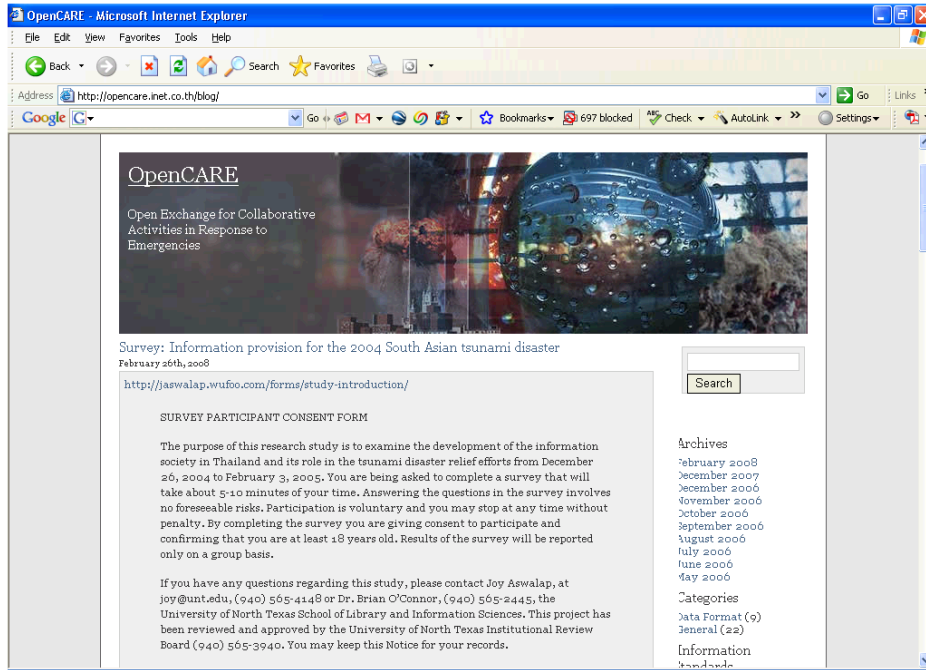 OpenCARE - Microsoft Internet Explorer
File Edit View Favorites Tools Help
Back Search Favorites
Address http://opencare.inet.co.th/blog/ Go Links
Google G Go Bookmarks 697 blocked Check AutoLink Settings
OpenCARE
Open Exchange for Collaborative
Activities in Response to
Emergencies
Survey: Information provision for the 2004 South Asian tsunami disaster
February 26th, 2008
http://jaswalap.wufoo.com/forms/study-introduction/
SURVEY PARTICIPANT CONSENT FORM
The purpose of this research study is to examine the development of the information
society in Thailand and its role in the tsunami disaster relief efforts from December
26, 2004 to February 3, 2005. You are being asked to complete a survey that will
take about 5-10 minutes of your time. Answering the questions in the survey involves
no foreseeable risks. Participation is voluntary and you may stop at any time without
penalty. By completing the survey you are giving consent to participate and
confirming that you are at least 18 years old. Results of the survey will be reported
only on a group basis.
If you have any questions regarding this study, please contact Joy Aswalap, at
joy@unt.edu, (940) 565-4148 or Dr. Brian O'Connor, (940) 565-2445, the
University of North Texas School of Library and Information Sciences. This project has
been reviewed and approved by the University of North Texas Institutional Review
Board (940) 565-3940. You may keep this Notice for your records.
Search
Archives
February 2008
December 2007
December 2006
November 2006
October 2006
September 2006
August 2006
July 2006
June 2006
May 2006
Categories
Data Format (9)
General (22)
Information
Standards